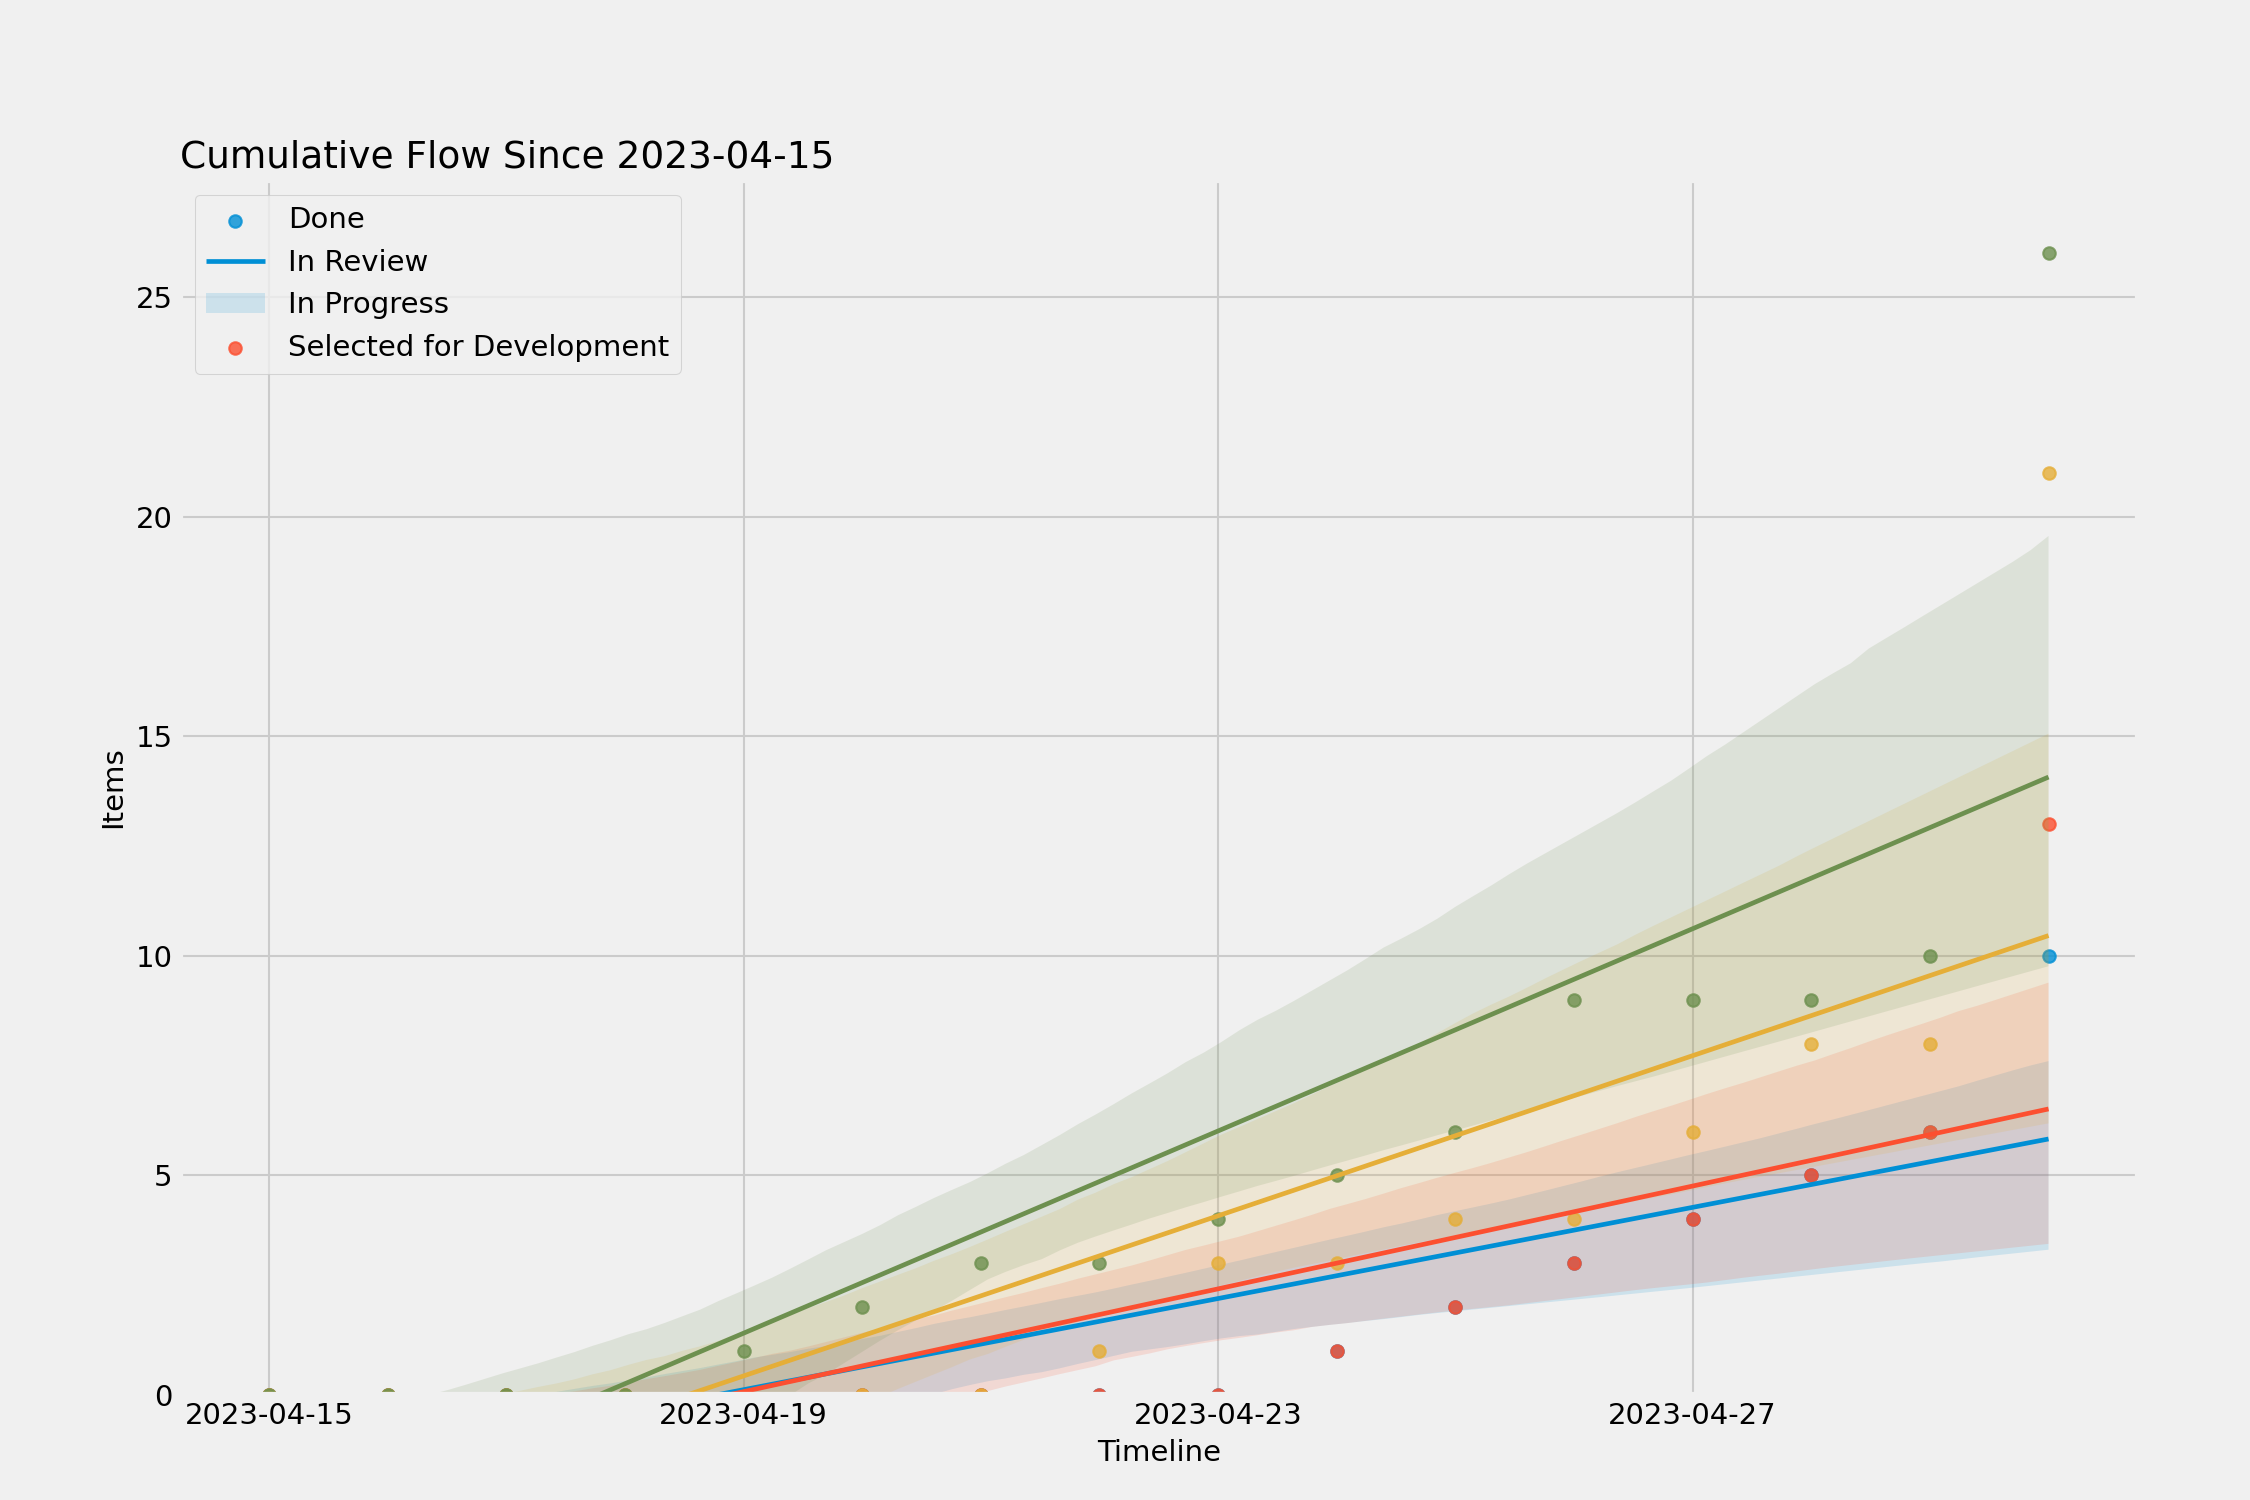 Cumulative Flow Since 2023-04-15
Done
In Review
In Progress
Selected for Development
25
20
15
10
5
0
Items
2023-04-15 2023-04-19 2023-04-23 2023-04-27
Timeline